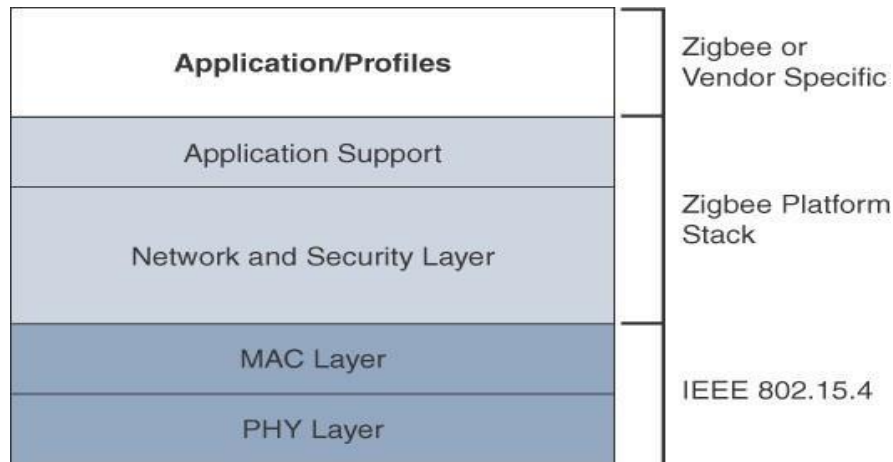 Application/Profiles
Zigbee or
Vendor Specific
Application Support
Network and Security Layer
Zigbee Platform
Stack
MAC Layer
PHY Layer
IEEE 802.15.4